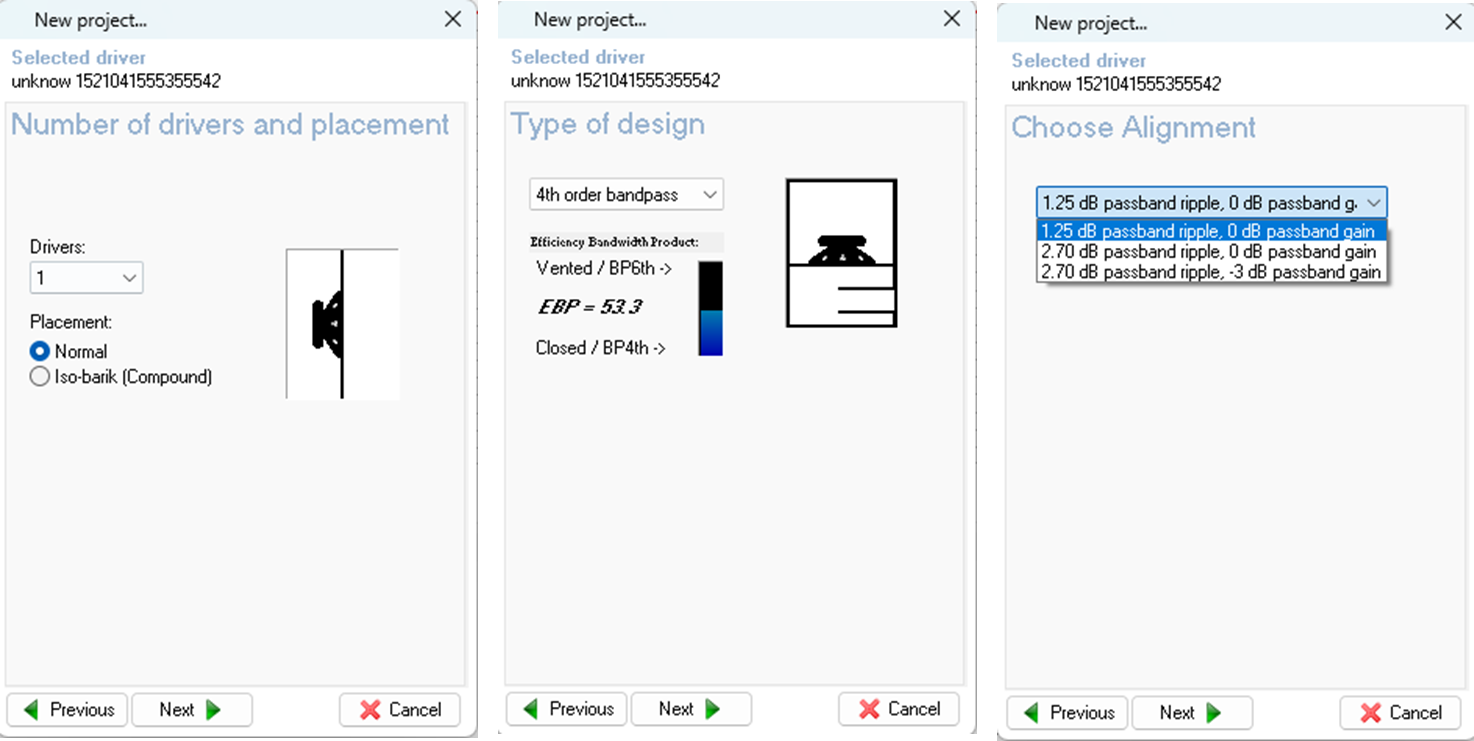 New project...
Selected driver
unknow 1521041555355542
Number of drivers and placement
Drivers:
1
Placement:
Normal
Iso-barik (Compound)
Previous
Next
Cancel
New project...
Selected driver
unknow 1521041555355542
Type of design
4th order bandpass
Efficiency Bandwidth Product:
Vented / BP6th ->
EBP = 53.3
Closed / BP4th ->
Previous
Next
Cancel
New project...
Selected driver
unknow 1521041555355542
Choose Alignment
1.25 dB passband ripple, 0 dB passband g.
1.25 dB passband ripple, 0 dB passband gain
2.70 dB passband ripple, 0 dB passband gain
2.70 dB passband ripple, -3 dB passband gain
Previous
Next
Cancel